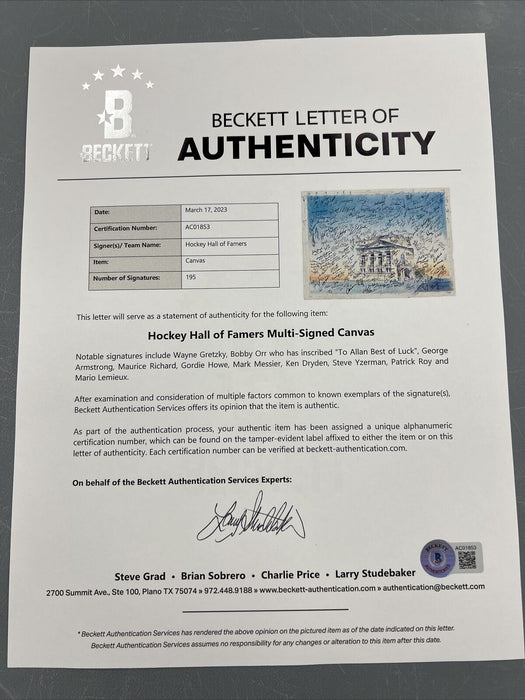 B
BECKETT
BECKETT LETTER OF
AUTHENTICITY
Date: March 17, 2023
Certification Number: AC01853
Signer(s)/ Team Name: Hockey Hall of Famers
Item: Canvas
Number of Signatures: 195
This letter will serve as a statement of authenticity for the following item:
Hockey Hall of Famers Multi-Signed Canvas
Notable signatures include Wayne Gretzky, Bobby Orr who has inscribed "To Allan Best of Luck", George
Armstrong, Maurice Richard, Gordie Howe, Mark Messier, Ken Dryden, Steve Yzerman, Patrick Roy and
Mario Lemieux.
After examination and consideration of multiple factors common to known exemplars of the signature(s),
Beckett Authentication Services offers its opinion that the item is authentic.
As part of the authentication process, your authentic item has been assigned a unique alphanumeric
certification number, which can be found on the tamper-evident label affixed to either the item or on this
letter of authenticity. Each certification number can be verified at beckett-authentication.com.
On behalf of the Beckett Authentication Services Experts:
Larry Studebaker
BECKETT
AC01853
Steve Grad • Brian Sobrero • Charlie Price • Larry Studebaker
2700 Summit Ave., Ste 100, Plano TX 75074 » 972.448.9188 » www.beckett-authentication.com » authentication@beckett.com
* Beckett Authentication Services has rendered the above opinion on the pictured item as of the date indicated on this letter.
Beckett Authentication Services assumes no responsibility for any changes or alteration to this item after this date.